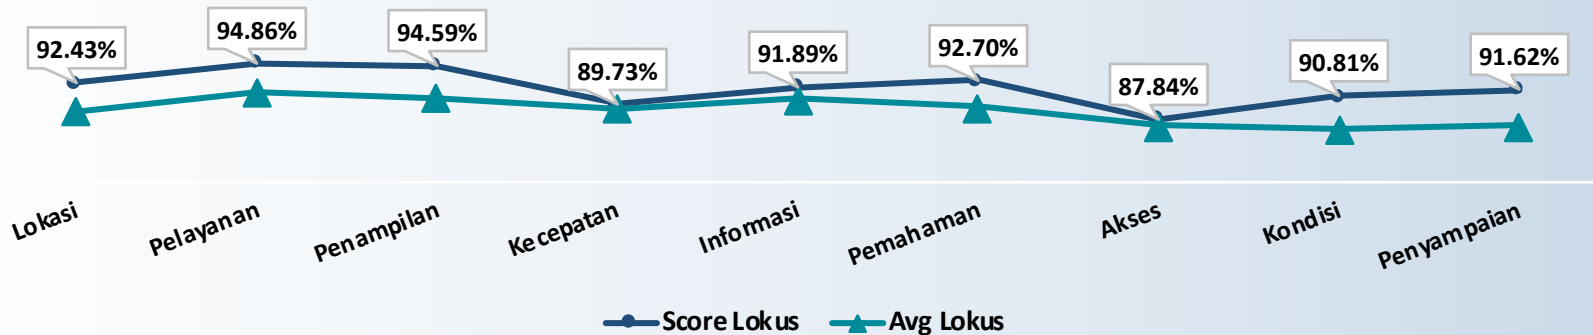 92.43%
94.86%
94.59%
89.73%
91.89%
92.70%
87.84%
90.81%
91.62%
Lokasi
Pelayanan
Penampilan
Kecepatan
Informasi
Pemahaman
Akses
Kondisi
Penyampaian
Score Lokus
Avg Lokus